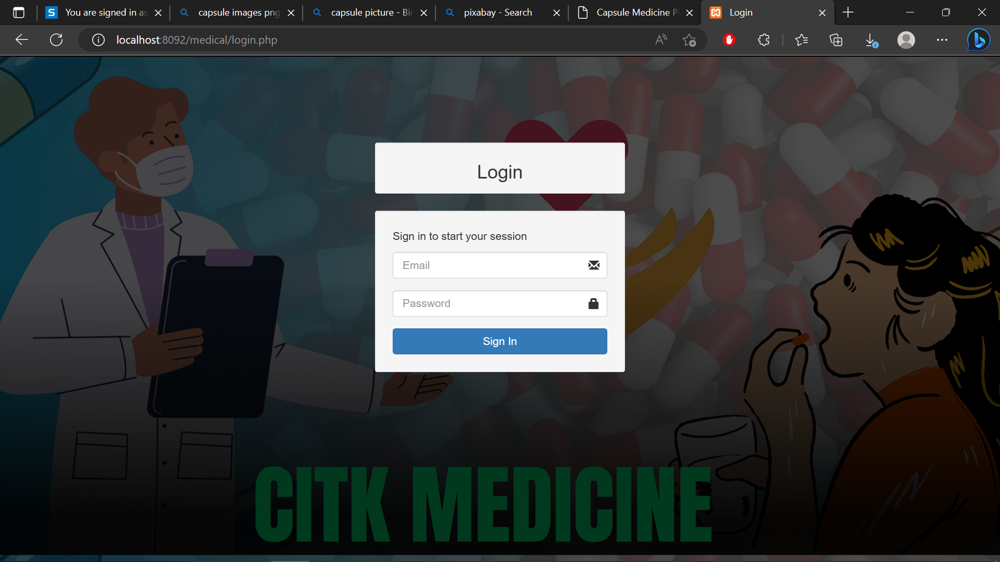 You are signed in as
capsule images png
capsule picture - Bin
pixabay - Search
Capsule Medicine P
Login
localhost:8092/medical/login.php
Login
Sign in to start your session
Email
Password
Sign In
CITK MEDICINE